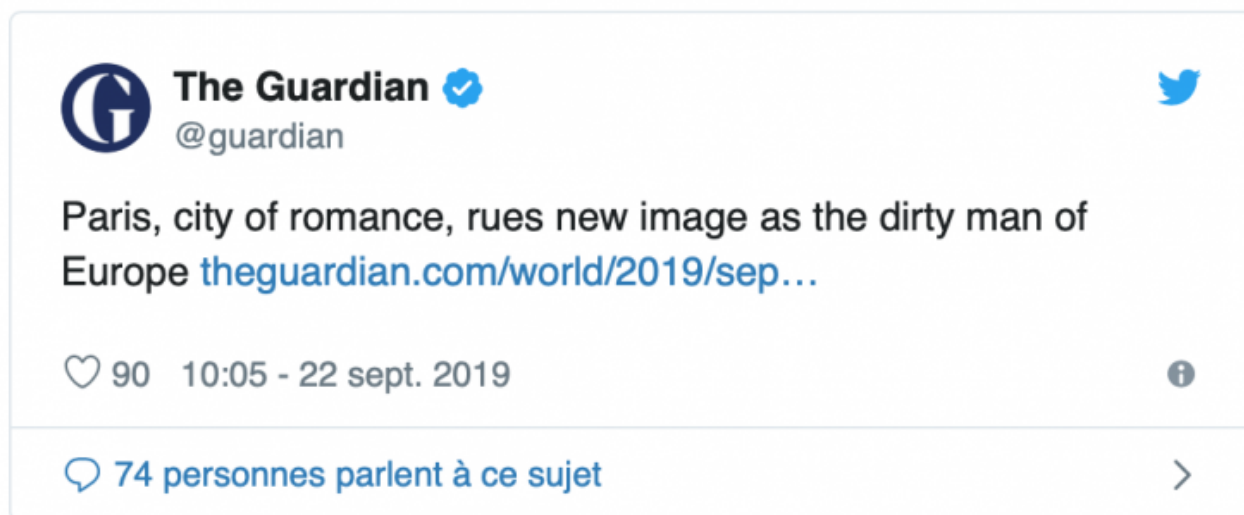 The Guardian
@guardian
Paris, city of romance, rues new image as the dirty man of
Europe theguardian.com/world/2019/sep…
90 10:05 - 22 sept. 2019
74 personnes parlent à ce sujet